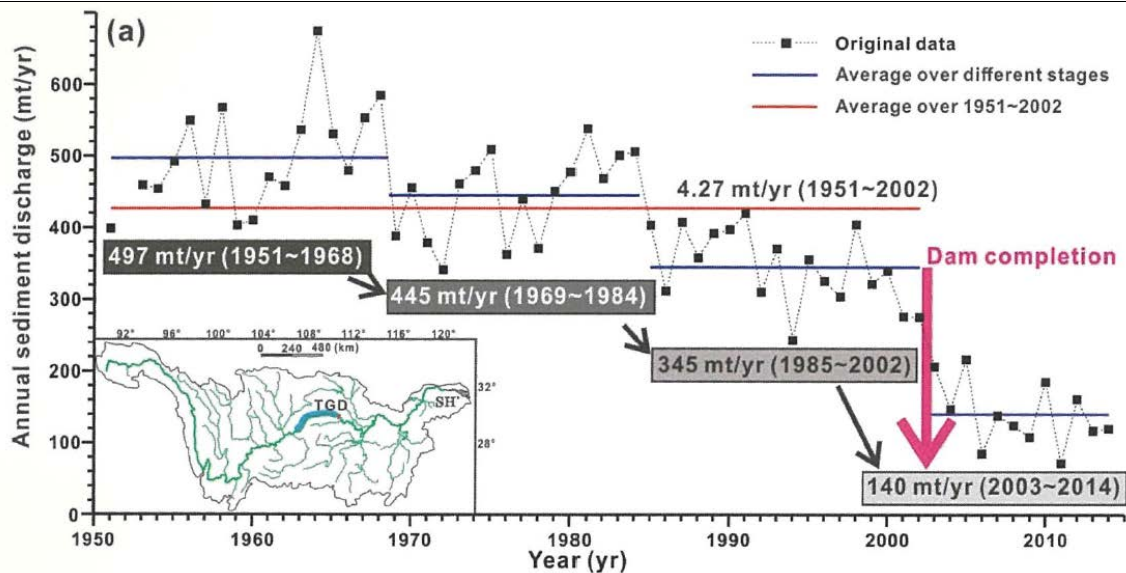 (a)
Annual sediment discharge (mt/yr)
600
500
400
300
200
100
0
Original data
Average over different stages
Average over 1951~2002
4.27 mt/yr (1951~2002)
497 mt/yr (1951~1968)
Dam completion
445 mt/yr (1969~1984)
345 mt/yr (1985~2002)
140 mt/yr (2003~2014)
92° 96° 100° 104° 108° 112° 116° 120°
0 240 480 (km)
32°
28°
TGD
SH
1950 1960 1970 1980 1990 2000 2010
Year (yr)